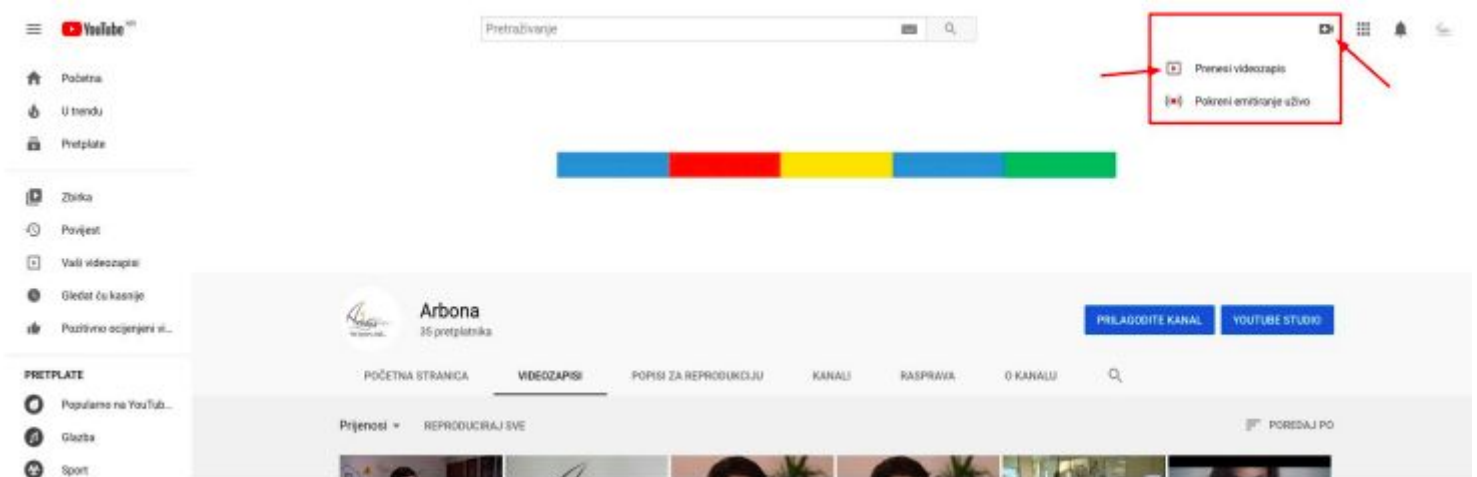 YouTube HR
Pretraživanje
Početna
U trendu
Pretplate
Zbirka
Povijest
Vaši videozapisi
Gledat ću kasnije
Pozitivno ocijenjeni vi...
PRETPLATE
Popularno na YouTub...
Glazba
Sport
Prenesi videozapis
Pokreni emitiranje uživo
Arbona
35 pretplatnika
PRILAGODITE KANAL
YOUTUBE STUDIO
POČETNA STRANICA
VIDEOZAPISI
POPISI ZA REPRODUKCIJU
KANALI
RASPRAVA
O KANALU
Prijenosi
REPRODUCIRAJ SVE
POREDAJ PO